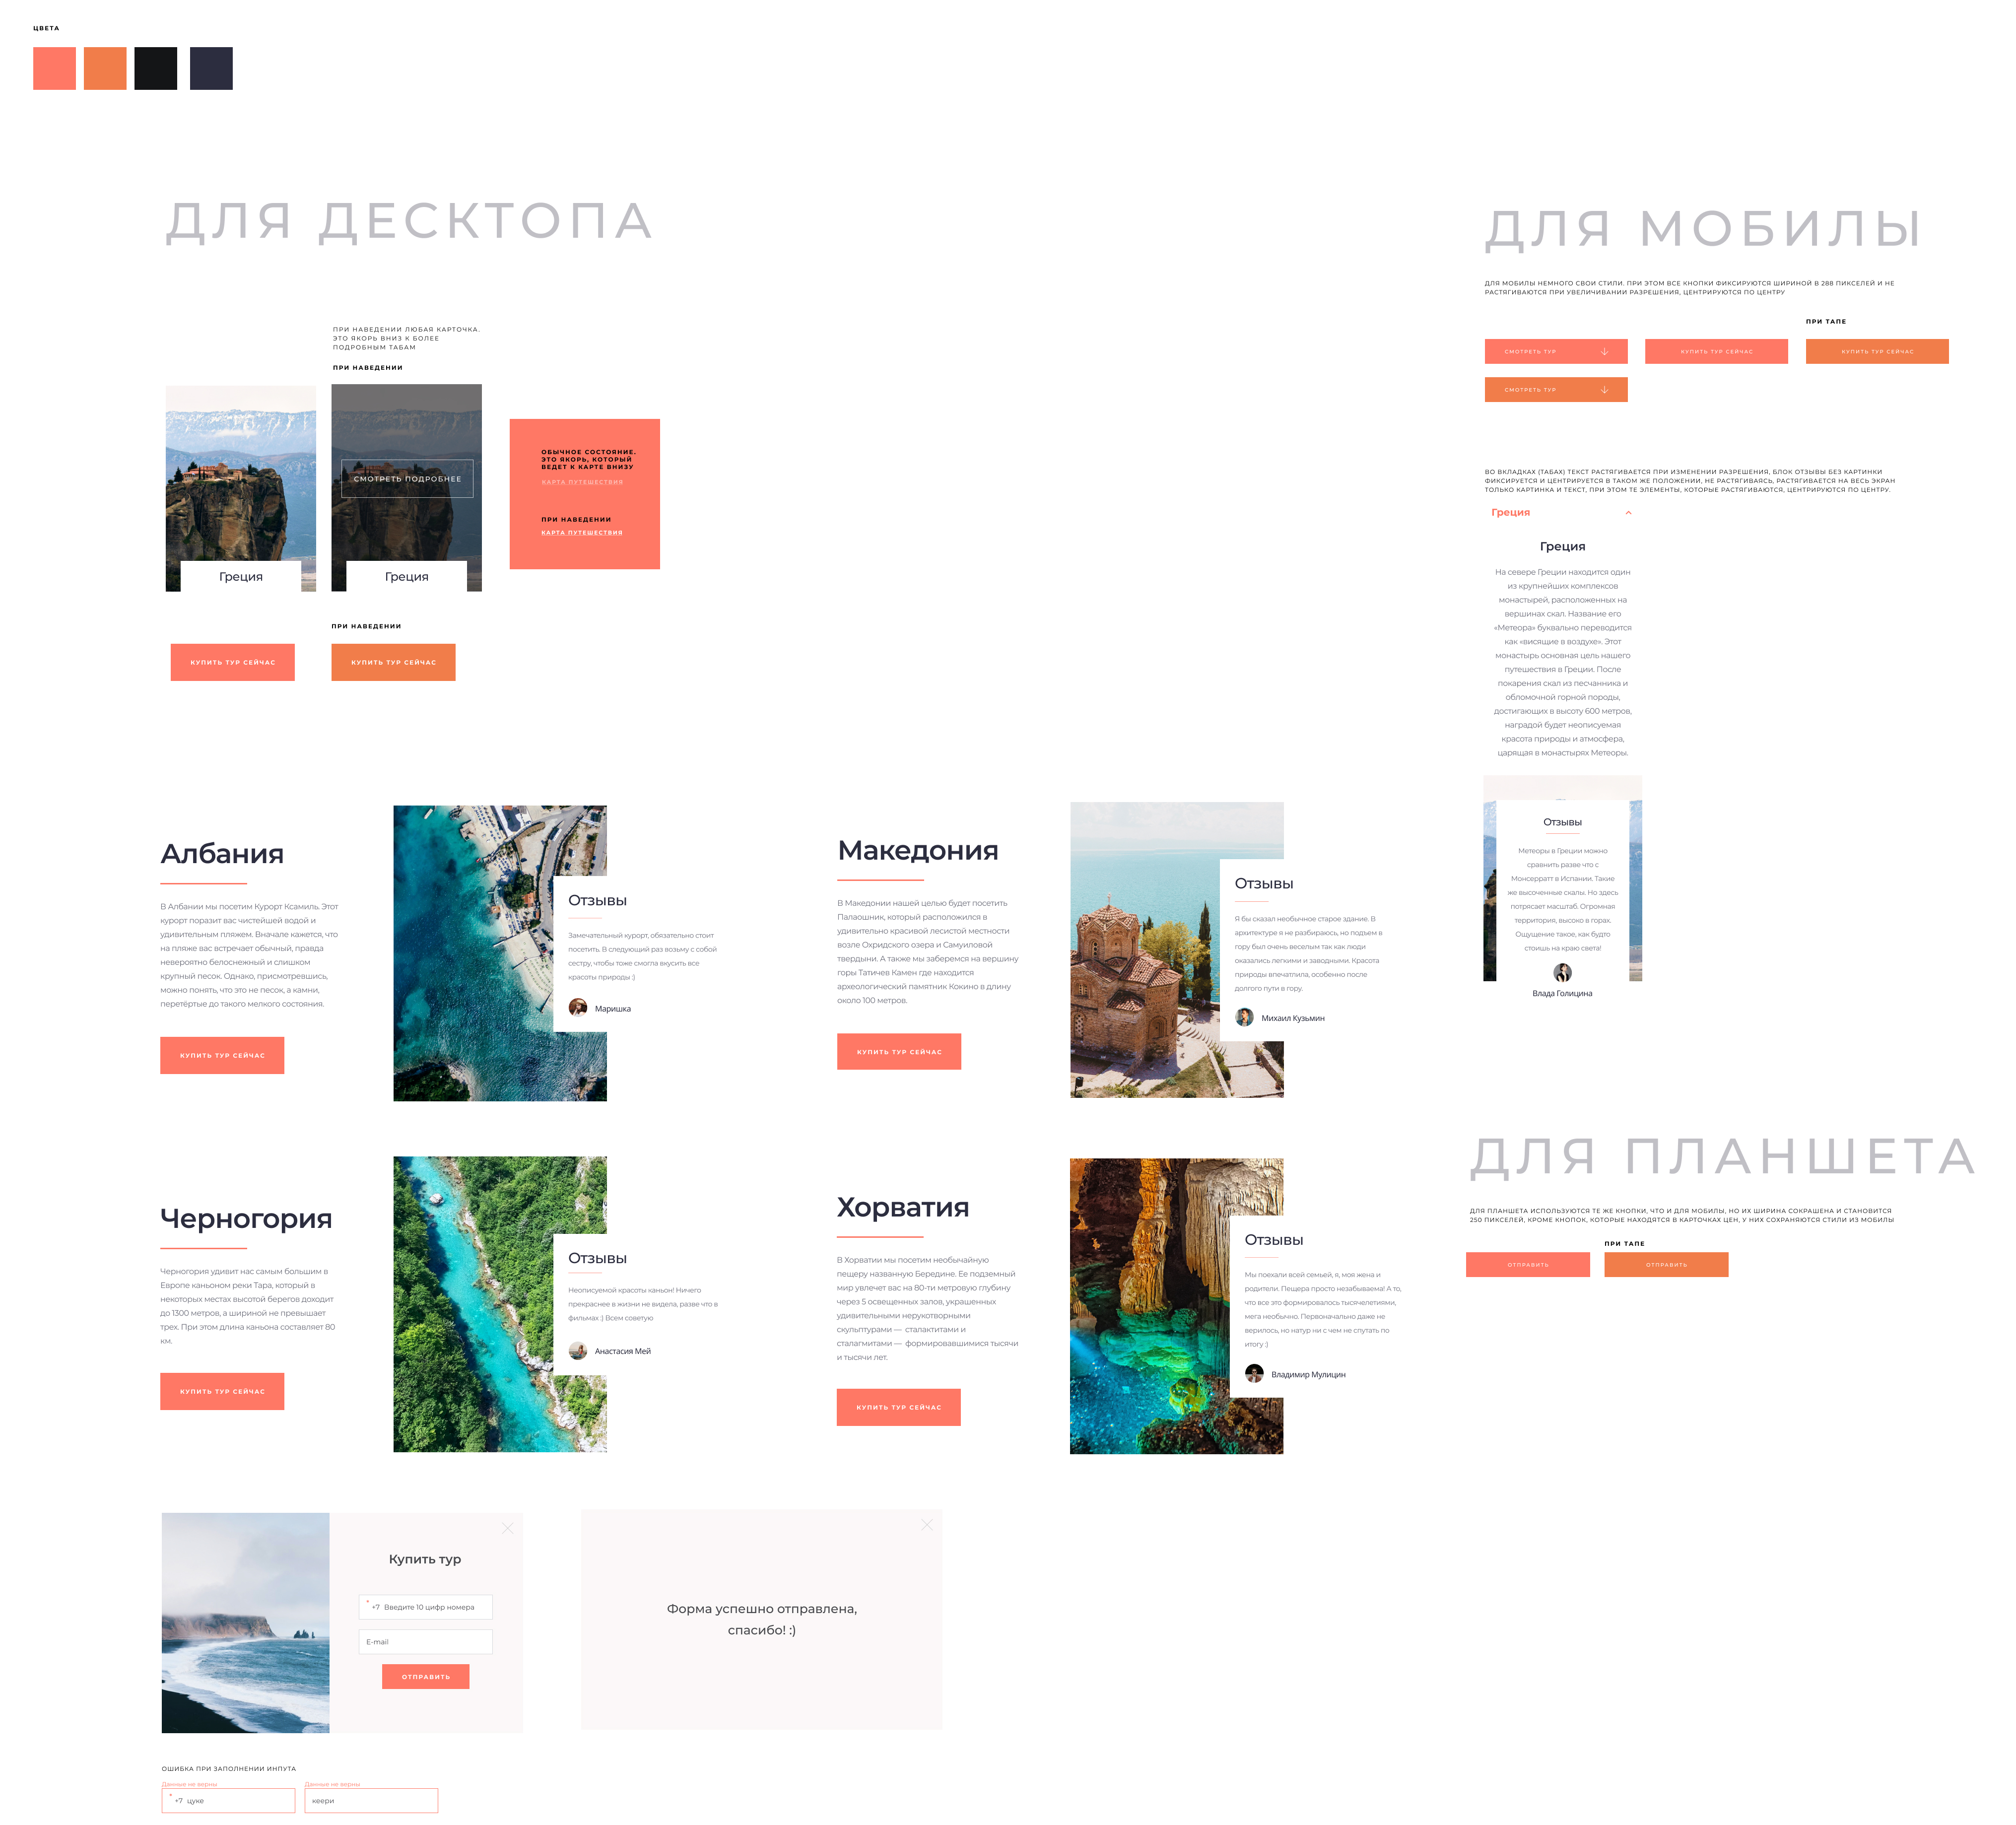 ЦВЕТА
ДЛЯ ДЕСКТОПА
ПРИ НАВЕДЕНИИ ЛЮБАЯ КАРТОЧКА,
ЭТО ЯКОРЬ ВНИЗ К БОЛЕЕ
ПОДРОБНЫМ ТАБАМ
ПРИ НАВЕДЕНИИ
СМОТРЕТЬ ПОДРОБНЕЕ
Греция
Греция
ОБЫЧНОЕ СОСТОЯНИЕ.
ЭТО ЯКОРЬ, КОТОРЫЙ
ВЕДЕТ К КАРТЕ ВНИЗУ
КАРТА ПУТЕШЕСТВИЯ
ПРИ НАВЕДЕНИИ
КАРТА ПУТЕШЕСТВИЯ
ПРИ НАВЕДЕНИИ
КУПИТЬ ТУР СЕЙЧАС
КУПИТЬ ТУР СЕЙЧАС
Албания
В Албании мы посетим Курорт Ксамиль. Этот
курорт поразит вас чистейшей водой и
удивительным пляжем. Вначале кажется, что
на пляже вас встречает обычный, правда
невероятно белоснежный и слишком
крупный песок. Однако, присмотревшись,
можно понять, что это не песок, а камни,
перетёртые до такого мелкого состояния.
КУПИТЬ ТУР СЕЙЧАС
Отзывы
Замечательный курорт, обязательно стоит
посетить. В следующий раз возьму с собой
сестру, чтобы тоже смогла вкусить все
красоты природы ;)
Маришка
Македония
В Македонии нашей целью будет посетить
Палаошник, который расположился в
удивительно красивой лесистой местности
возле Охридского озера и Самуиловой
твердыни. А также мы заберемся на вершину
горы Татичев Камен где находится
археологический памятник Кокино в длину
около 100 метров.
КУПИТЬ ТУР СЕЙЧАС
Отзывы
Я бы сказал необычное старое здание. В
архитектуре я не разбираюсь, но подъем в
гору был очень веселым так как люди
оказались легкими и заводными. Красота
природы впечатлила, особенно после
долгого пути в гору.
Михаил Кузьмин
Черногория
Черногория удивит нас самым большим в
Европе каньоном реки Тара, который в
некоторых местах высотой берегов доходит
до 1300 метров, а шириной не превышает
трех. При этом длина каньона составляет 80
км.
КУПИТЬ ТУР СЕЙЧАС
Отзывы
Неописуемой красоты каньон! Ничего
прекраснее в жизни не видела, разве что в
фильмах :) Всем советую
Анастасия Мей
Хорватия
В Хорватии мы посетим необычайную
пещеру названную Бередине. Ее подземный
мир увлечет вас на 80-ти метровую глубину
через 5 освещенных залов, украшенных
удивительными нерукотворными
скульптурами — сталактитами и
сталагмитами — формировавшимися тысячи
и тысячи лет.
КУПИТЬ ТУР СЕЙЧАС
Отзывы
Мы поехали всей семьей, я, моя жена и
родители. Пещера просто незабываема! А то,
что все это формировалось тысячелетиями,
мега необычно. Первоначально даже не
верилось, но натур ни с чем не спутать по
итогу :)
Владимир Мулицин
Купить тур
* +7 Введите 10 цифр номера
E-mail
ОТПРАВИТЬ
Форма успешно отправлена,
спасибо! :)
ОШИБКА ПРИ ЗАПОЛНЕНИИ ИНПУТА
Данные не верны
Данные не верны
* +7 цуке
кеери
ДЛЯ МОБИЛЫ
ДЛЯ МОБИЛЫ НЕМНОГО СВОИ СТИЛИ. ПРИ ЭТОМ ВСЕ КНОПКИ ФИКСИРУЮТСЯ ШИРИНОЙ В 288 ПИКСЕЛЕЙ И НЕ
РАСТЯГИВАЮТСЯ ПРИ УВЕЛИЧИВАНИИ РАЗРЕШЕНИЯ, ЦЕНТРИРУЮТСЯ ПО ЦЕНТРУ
ПРИ ТАПЕ
СМОТРЕТЬ ТУР
КУПИТЬ ТУР СЕЙЧАС
КУПИТЬ ТУР СЕЙЧАС
СМОТРЕТЬ ТУР
ВО ВКЛАДКАХ (ТАБАХ) ТЕКСТ РАСТЯГИВАЕТСЯ ПРИ ИЗМЕНЕНИИ РАЗРЕШЕНИЯ, БЛОК ОТЗЫВЫ БЕЗ КАРТИНКИ
ФИКСИРУЕТСЯ И ЦЕНТРИРУЕТСЯ В ТАКОМ ЖЕ ПОЛОЖЕНИИ, НЕ РАСТЯГИВАЯСЬ, РАСТЯГИВАЕТСЯ НА ВЕСЬ ЭКРАН
ТОЛЬКО КАРТИНКА И ТЕКСТ, ПРИ ЭТОМ ТЕ ЭЛЕМЕНТЫ, КОТОРЫЕ РАСТЯГИВАЮТСЯ, ЦЕНТРИРУЮТСЯ ПО ЦЕНТРУ.
Греция
Греция
На севере Греции находится один
из крупнейших комплексов
монастырей, расположенных на
вершинах скал. Название его
«Метеора» буквально переводится
как «висящие в воздухе». Этот
монастырь основная цель нашего
путешествия в Греции. После
покарения скал из песчанника и
обломочной горной породы,
достигающих в высоту 600 метров,
наградой будет неописуемая
красота природы и атмосфера,
царящая в монастырях Метеоры.
Отзывы
Метеоры в Греции можно
сравнить разве что с
Монсерратт в Испании. Такие
же высоченные скалы. Но здесь
потрясает масштаб. Огромная
территория, высоко в горах.
Ощущение такое, как будто
стоишь на краю света!
Влада Голицина
ДЛЯ ПЛАНШЕТА
ДЛЯ ПЛАНШЕТА ИСПОЛЬЗУЮТСЯ ТЕ ЖЕ КНОПКИ, ЧТО И ДЛЯ МОБИЛЫ, НО ИХ ШИРИНА СОКРАШЕНА И СТАНОВИТСЯ
250 ПИКСЕЛЕЙ, КРОМЕ КНОПОК, КОТОРЫЕ НАХОДЯТСЯ В КАРТОЧКАХ ЦЕН, У НИХ СОХРАНЯЮТСЯ СТИЛИ ИЗ МОБИЛЫ
ПРИ ТАПЕ
ОТПРАВИТЬ
ОТПРАВИТЬ